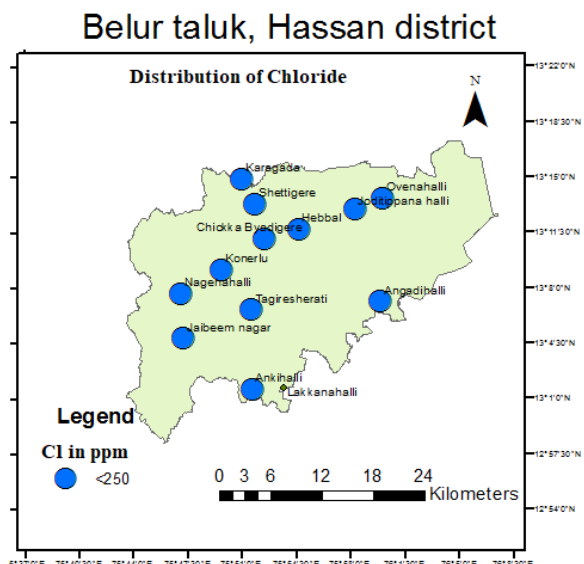 Belur taluk, Hassan district
Distribution of Chloride
N
13°22'0"N
13°18'30"N
13°15'0"N
13°11'30"N
13°8'0"N
13°4'30"N
13°1'0"N
12°57'30"N
12°54'0"N
Karagada
Shettigere
Ovenahalli
Joditippana halli
Hebbal
Chickka Byadigere
Konerlu
Nagenahalli
Tagiresherati
Angadihalli
Jaibeem nagar
Ankihalli
Lakkanahalli
Legend
Cl in ppm
<250
0 3 6 12 18 24
Kilometers